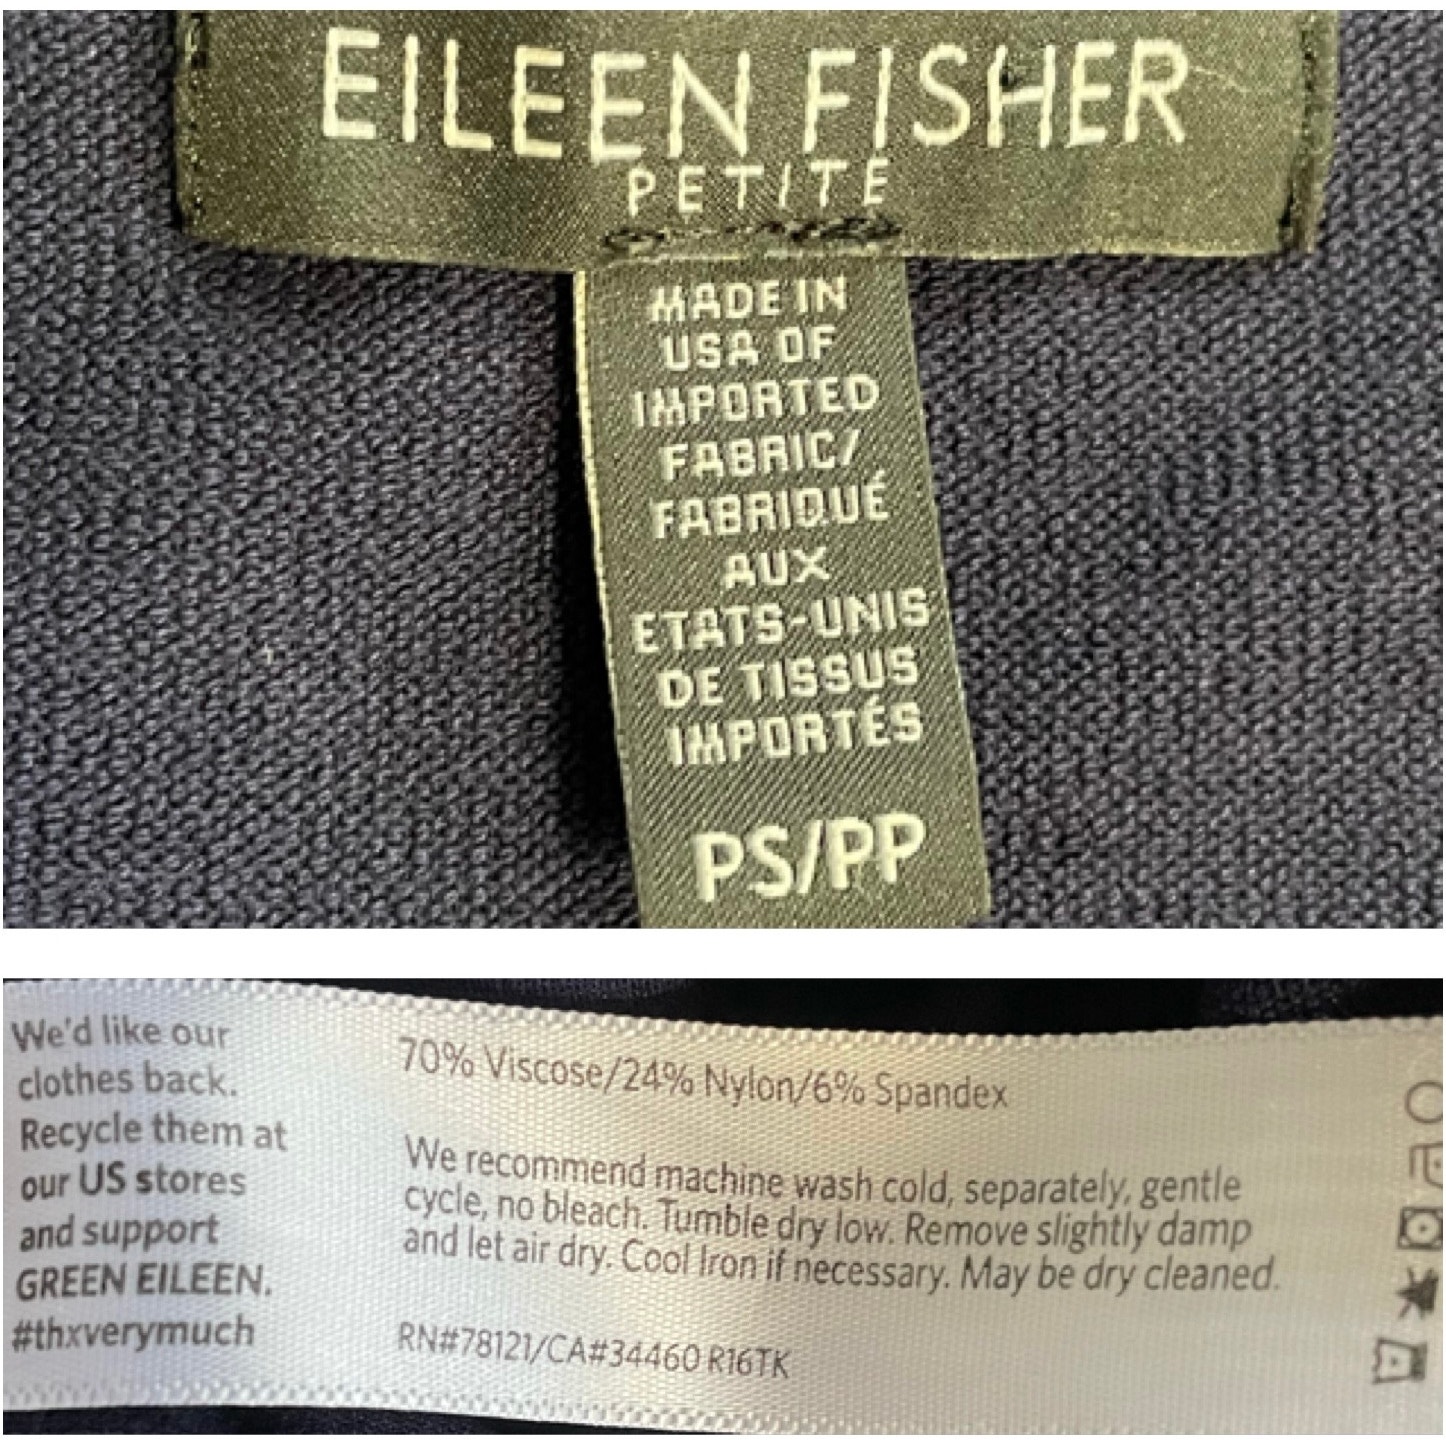 EILEEN FISHER
PETITE
MADE IN
USA OF
IMPORTED
FABRIC/
FABRIQUÉ
AUX
ETATS-UNIS
DE TISSUS
IMPORTÉS
PS/PP
We'd like our
clothes back.
Recycle them at
our US stores
and support
GREEN EILEEN.
#thxverymuch
70% Viscose/24% Nylon/6% Spandex
We recommend machine wash cold, separately, gentle
cycle, no bleach. Tumble dry low. Remove slightly damp
and let air dry. Cool Iron if necessary. May be dry cleaned.
RN#78121/CA#34460 R16TK